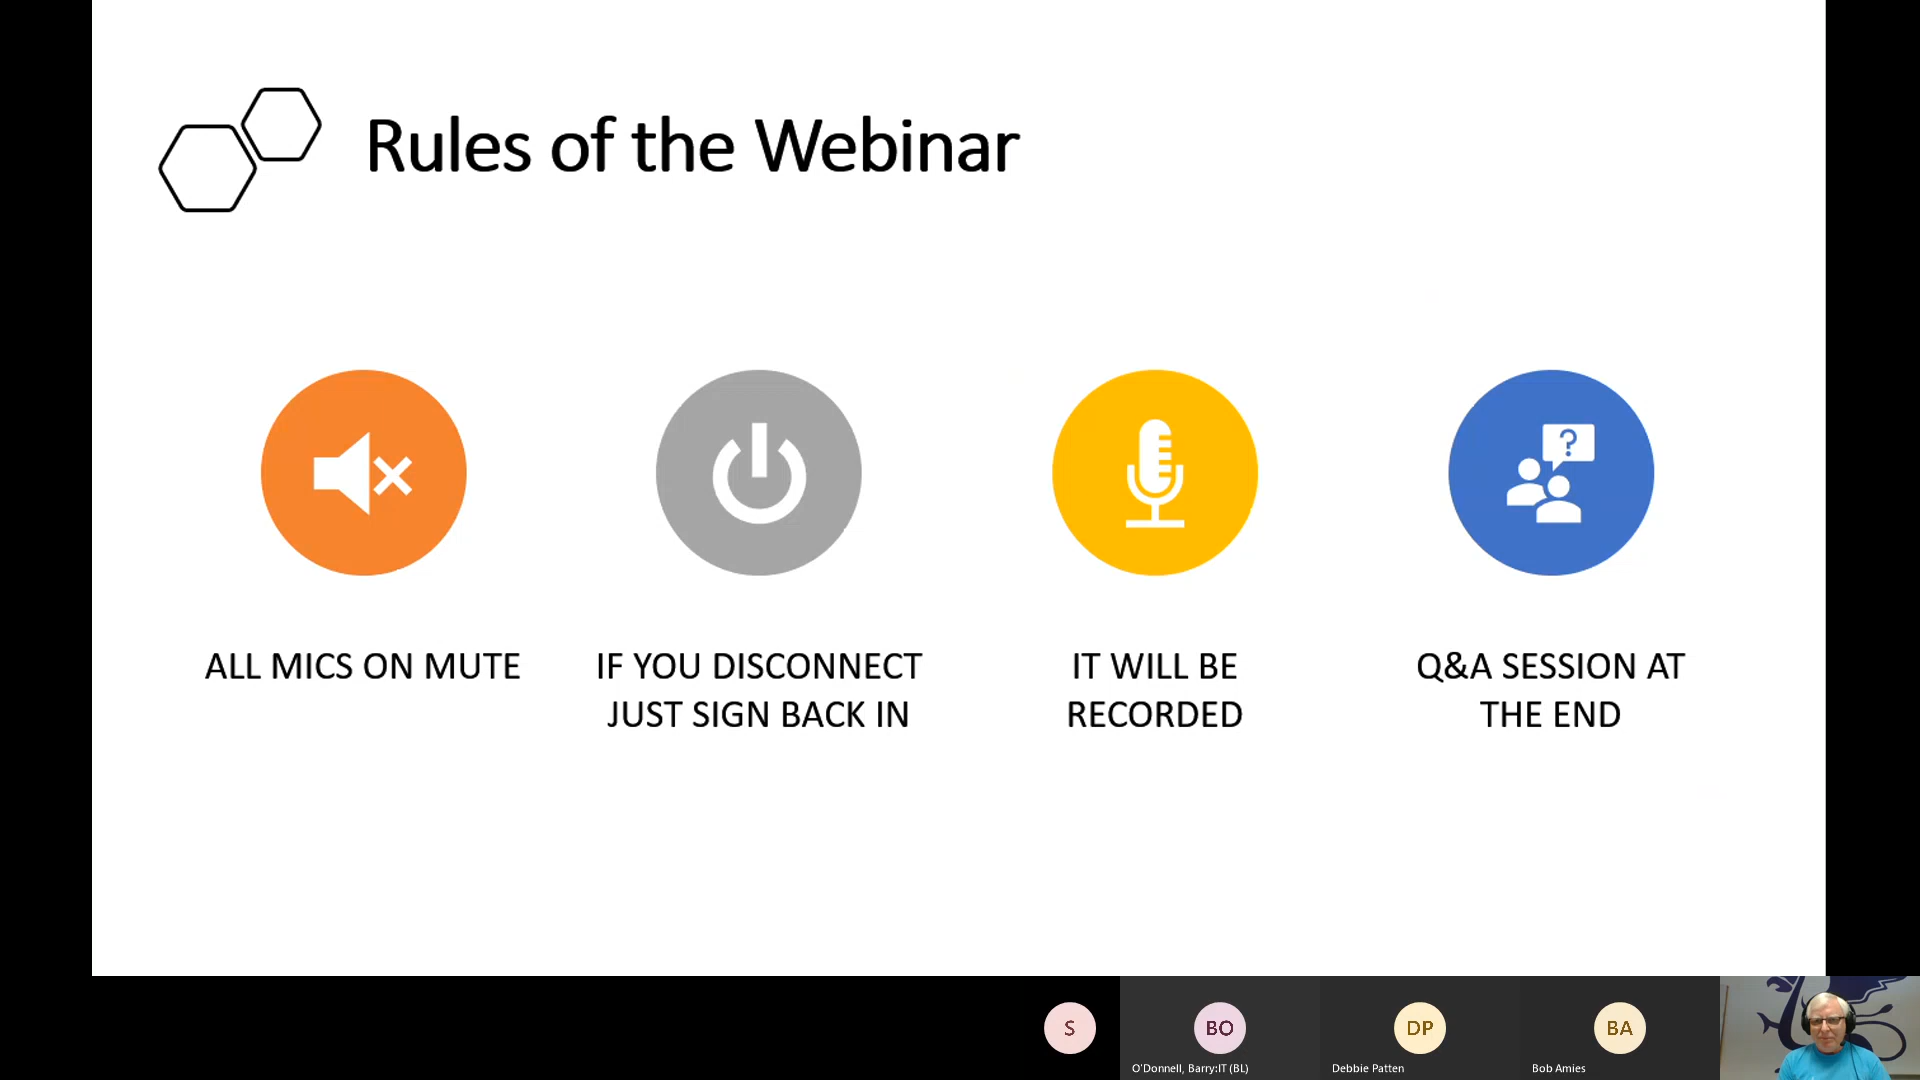 Rules of the Webinar
?
ALL MICS ON MUTE
IF YOU DISCONNECT
JUST SIGN BACK IN
IT WILL BE
RECORDED
Q&A SESSION AT
THE END
S
BO
DP
BA
O'Donnell, Barry:IT (BL)
Debbie Patten
Bob Amies